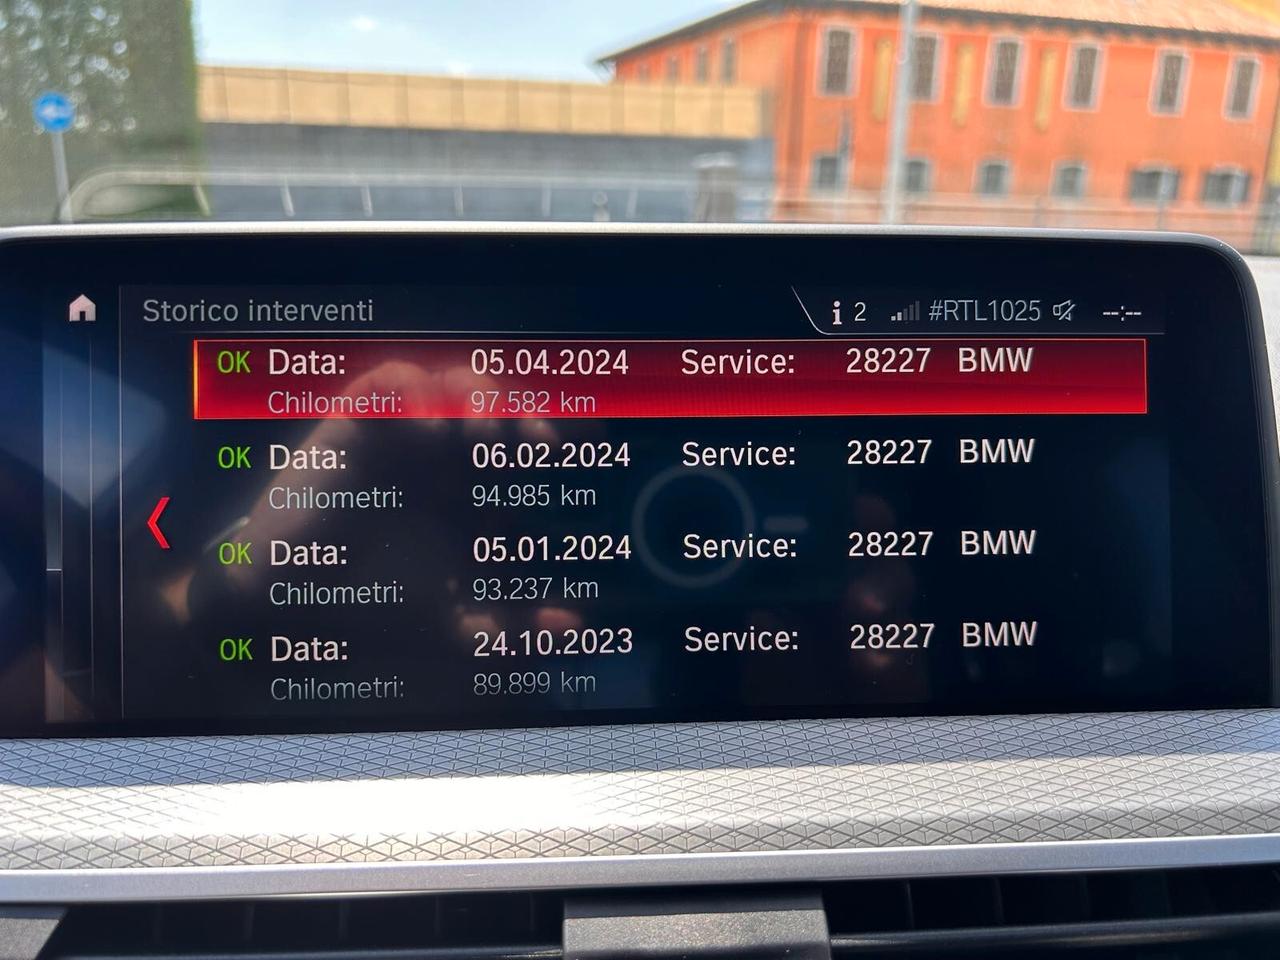 Storico interventi
i 2 #RTL1025 --:--
OK Data: 05.04.2024 Service: 28227 BMW
Chilometri: 97.582 km
OK Data: 06.02.2024 Service: 28227 BMW
Chilometri: 94.985 km
OK Data: 05.01.2024 Service: 28227 BMW
Chilometri: 93.237 km
OK Data: 24.10.2023 Service: 28227 BMW
Chilometri: 89.899 km